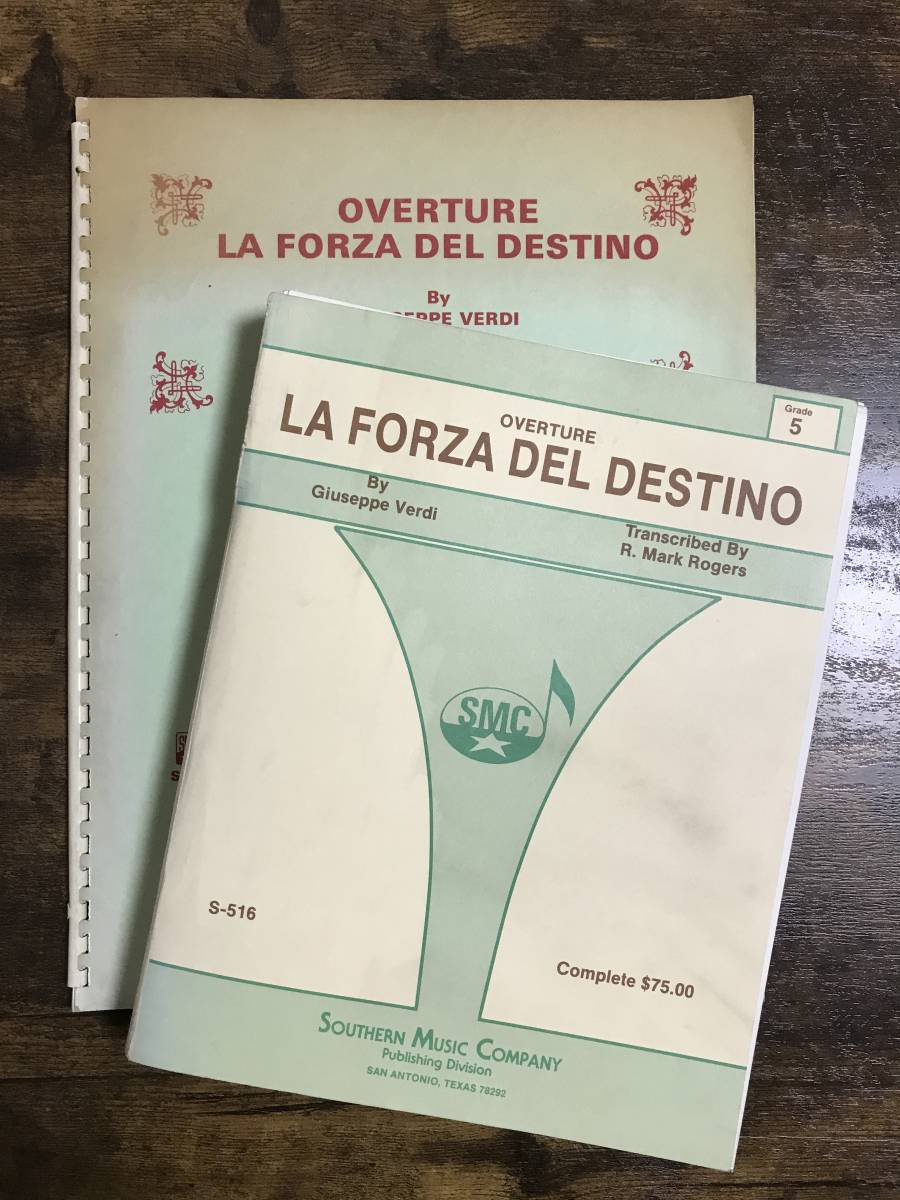 OVERTURE
LA FORZA DEL DESTINO
By
VERDI
Grade
5
OVERTURE
LA FORZA DEL DESTINO
By
Giuseppe Verdi
Transcribed By
R. Mark Rogers
SMC
S-516
Complete $75.00
SOUTHERN MUSIC COMPANY
Publishing Division
SAN ANTONIO, TEXAS 78292